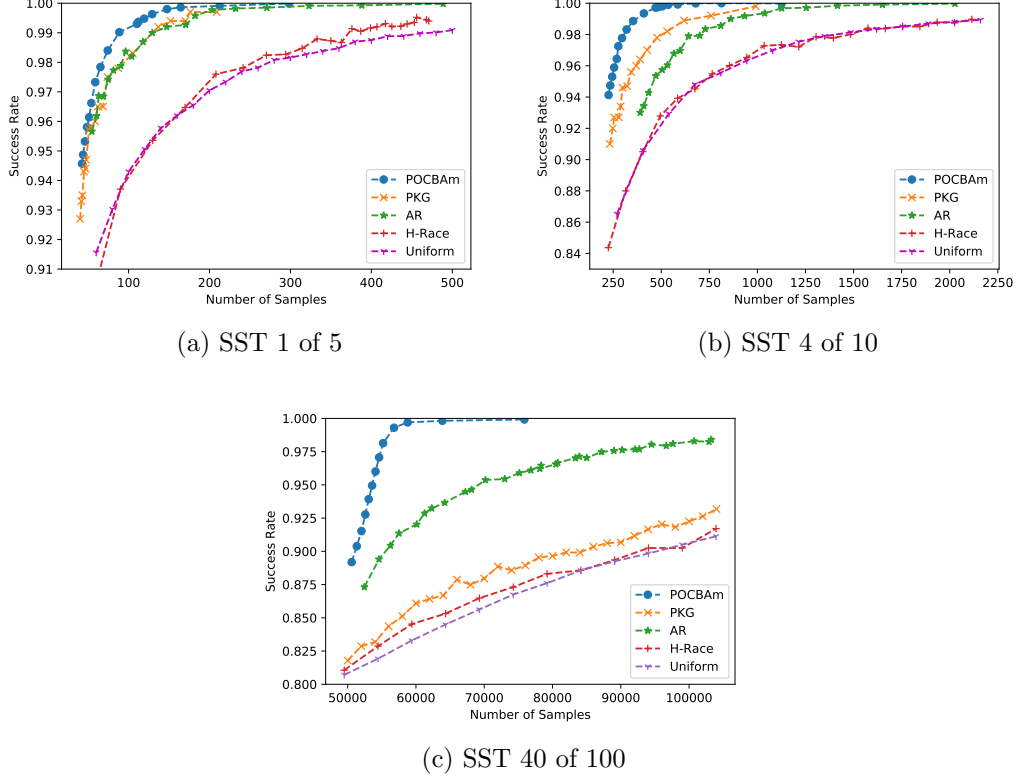 1.00
0.99
0.98
0.97
0.96
0.95
0.94
0.93
0.92
0.91
Success Rate
100
200
300
400
500
Number of Samples
POCBAm
PKG
AR
H-Race
Uniform
(a) SST 1 of 5
1.00
0.98
0.96
0.94
0.92
0.90
0.88
0.86
0.84
Success Rate
250
500
750
1000
1250
1500
1750
2000
2250
Number of Samples
POCBAm
PKG
AR
H-Race
Uniform
(b) SST 4 of 10
1.000
0.975
0.950
0.925
0.900
0.875
0.850
0.825
0.800
Success Rate
50000
60000
70000
80000
90000
100000
Number of Samples
POCBAm
PKG
AR
H-Race
Uniform
(c) SST 40 of 100